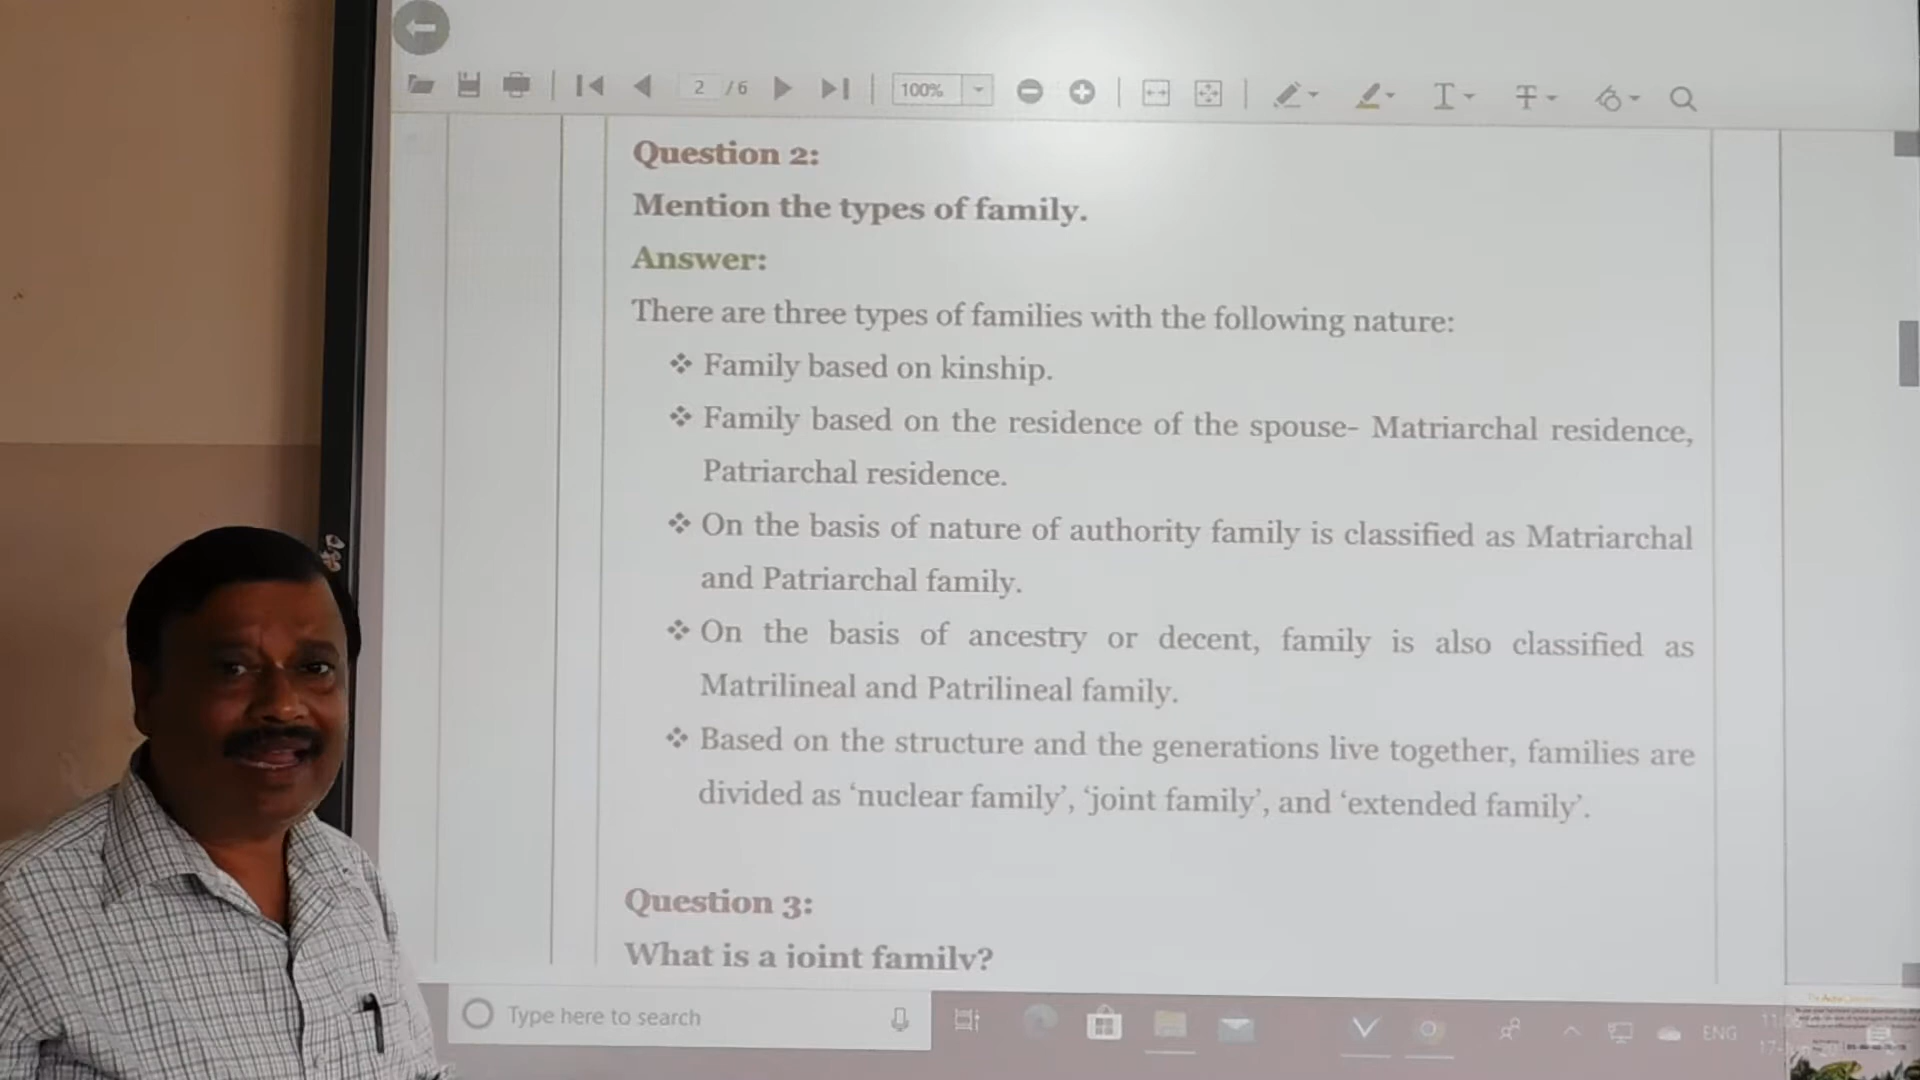 2 / 6
100%
Question 2:
Mention the types of family.
Answer:
There are three types of families with the following nature:
❖ Family based on kinship.
❖ Family based on the residence of the spouse- Matriarchal residence,
Patriarchal residence.
❖ On the basis of nature of authority family is classified as Matriarchal
and Patriarchal family.
❖ On the basis of ancestry or decent, family is also classified as
Matrilineal and Patrilineal family.
❖ Based on the structure and the generations live together, families are
divided as ‘nuclear family’, ‘joint family’, and ‘extended family’.
Question 3:
What is a joint family?
Type here to search
ENG